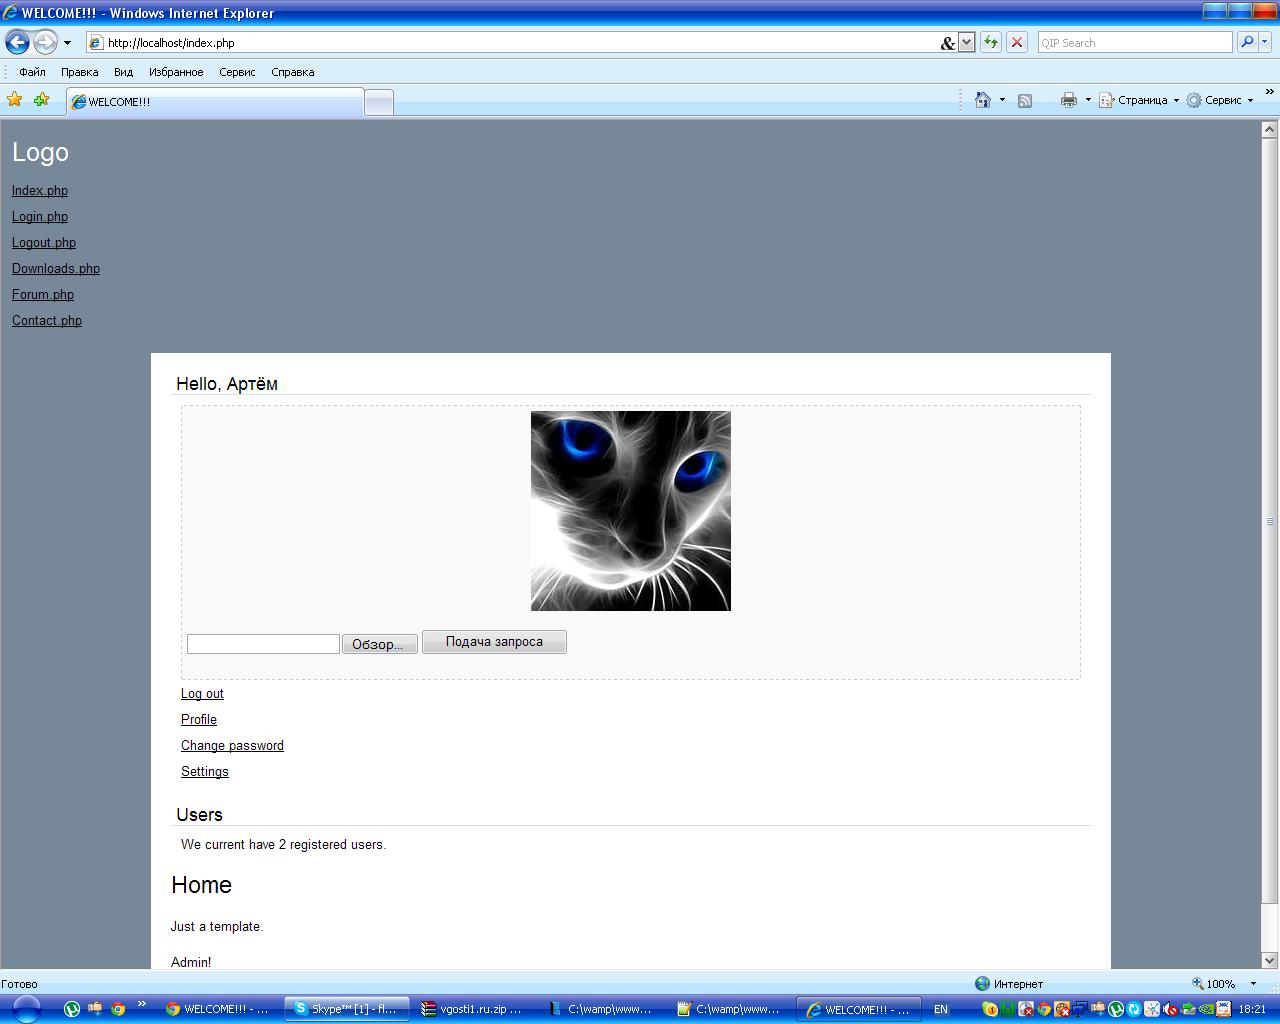 WELCOME!!! - Windows Internet Explorer
http://localhost/index.php
QIP Search
Файл Правка Вид Избранное Сервис Справка
WELCOME!!!
Страница Сервис
Logo
Index.php
Login.php
Logout.php
Downloads.php
Forum.php
Contact.php
Hello, Артём
Обзор... Подача запроса
Log out
Profile
Change password
Settings
Users
We current have 2 registered users.
Home
Just a template.
Admin!
Готово Интернет 100%
WELCOME!!! - ... Skype™ [1] - fl... vgosti1.ru.zip ... C:\wamp\www... C:\wamp\www... WELCOME!!! - ... EN 18:21